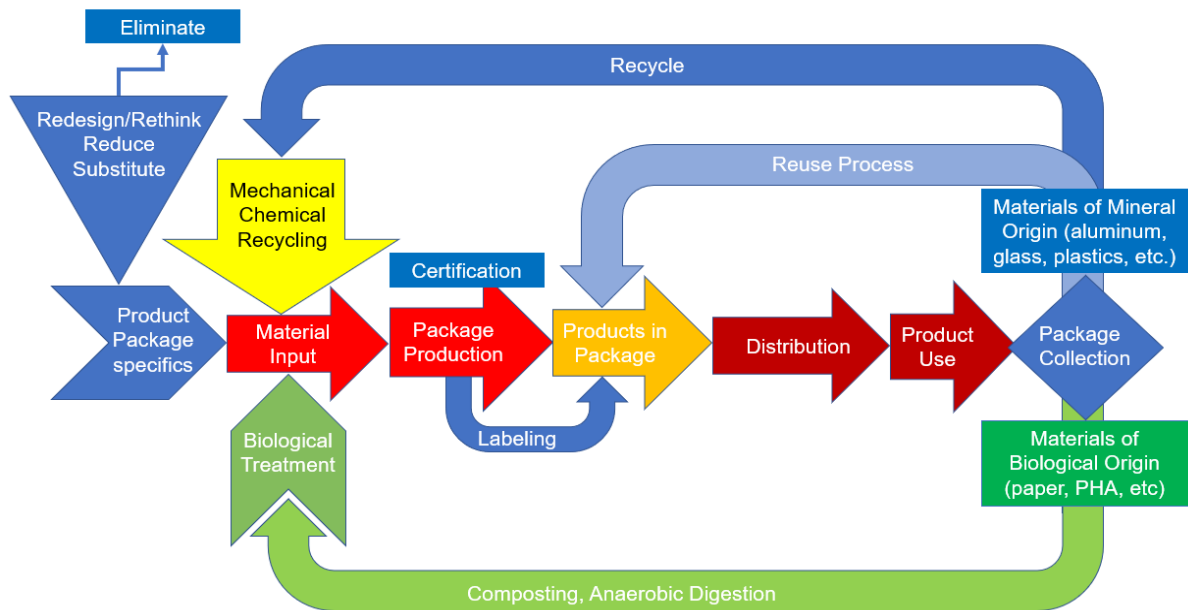 Eliminate
Redesign/Rethink
Reduce
Substitute
Recycle
Mechanical
Chemical
Recycling
Reuse Process
Materials of Mineral
Origin (aluminum,
glass, plastics, etc.)
Certification
Product
Package
specifics
Material
Input
Package
Production
Products in
Package
Distribution
Product
Use
Package
Collection
Labeling
Biological
Treatment
Materials of
Biological Origin
(paper, PHA, etc)
Composting, Anaerobic Digestion